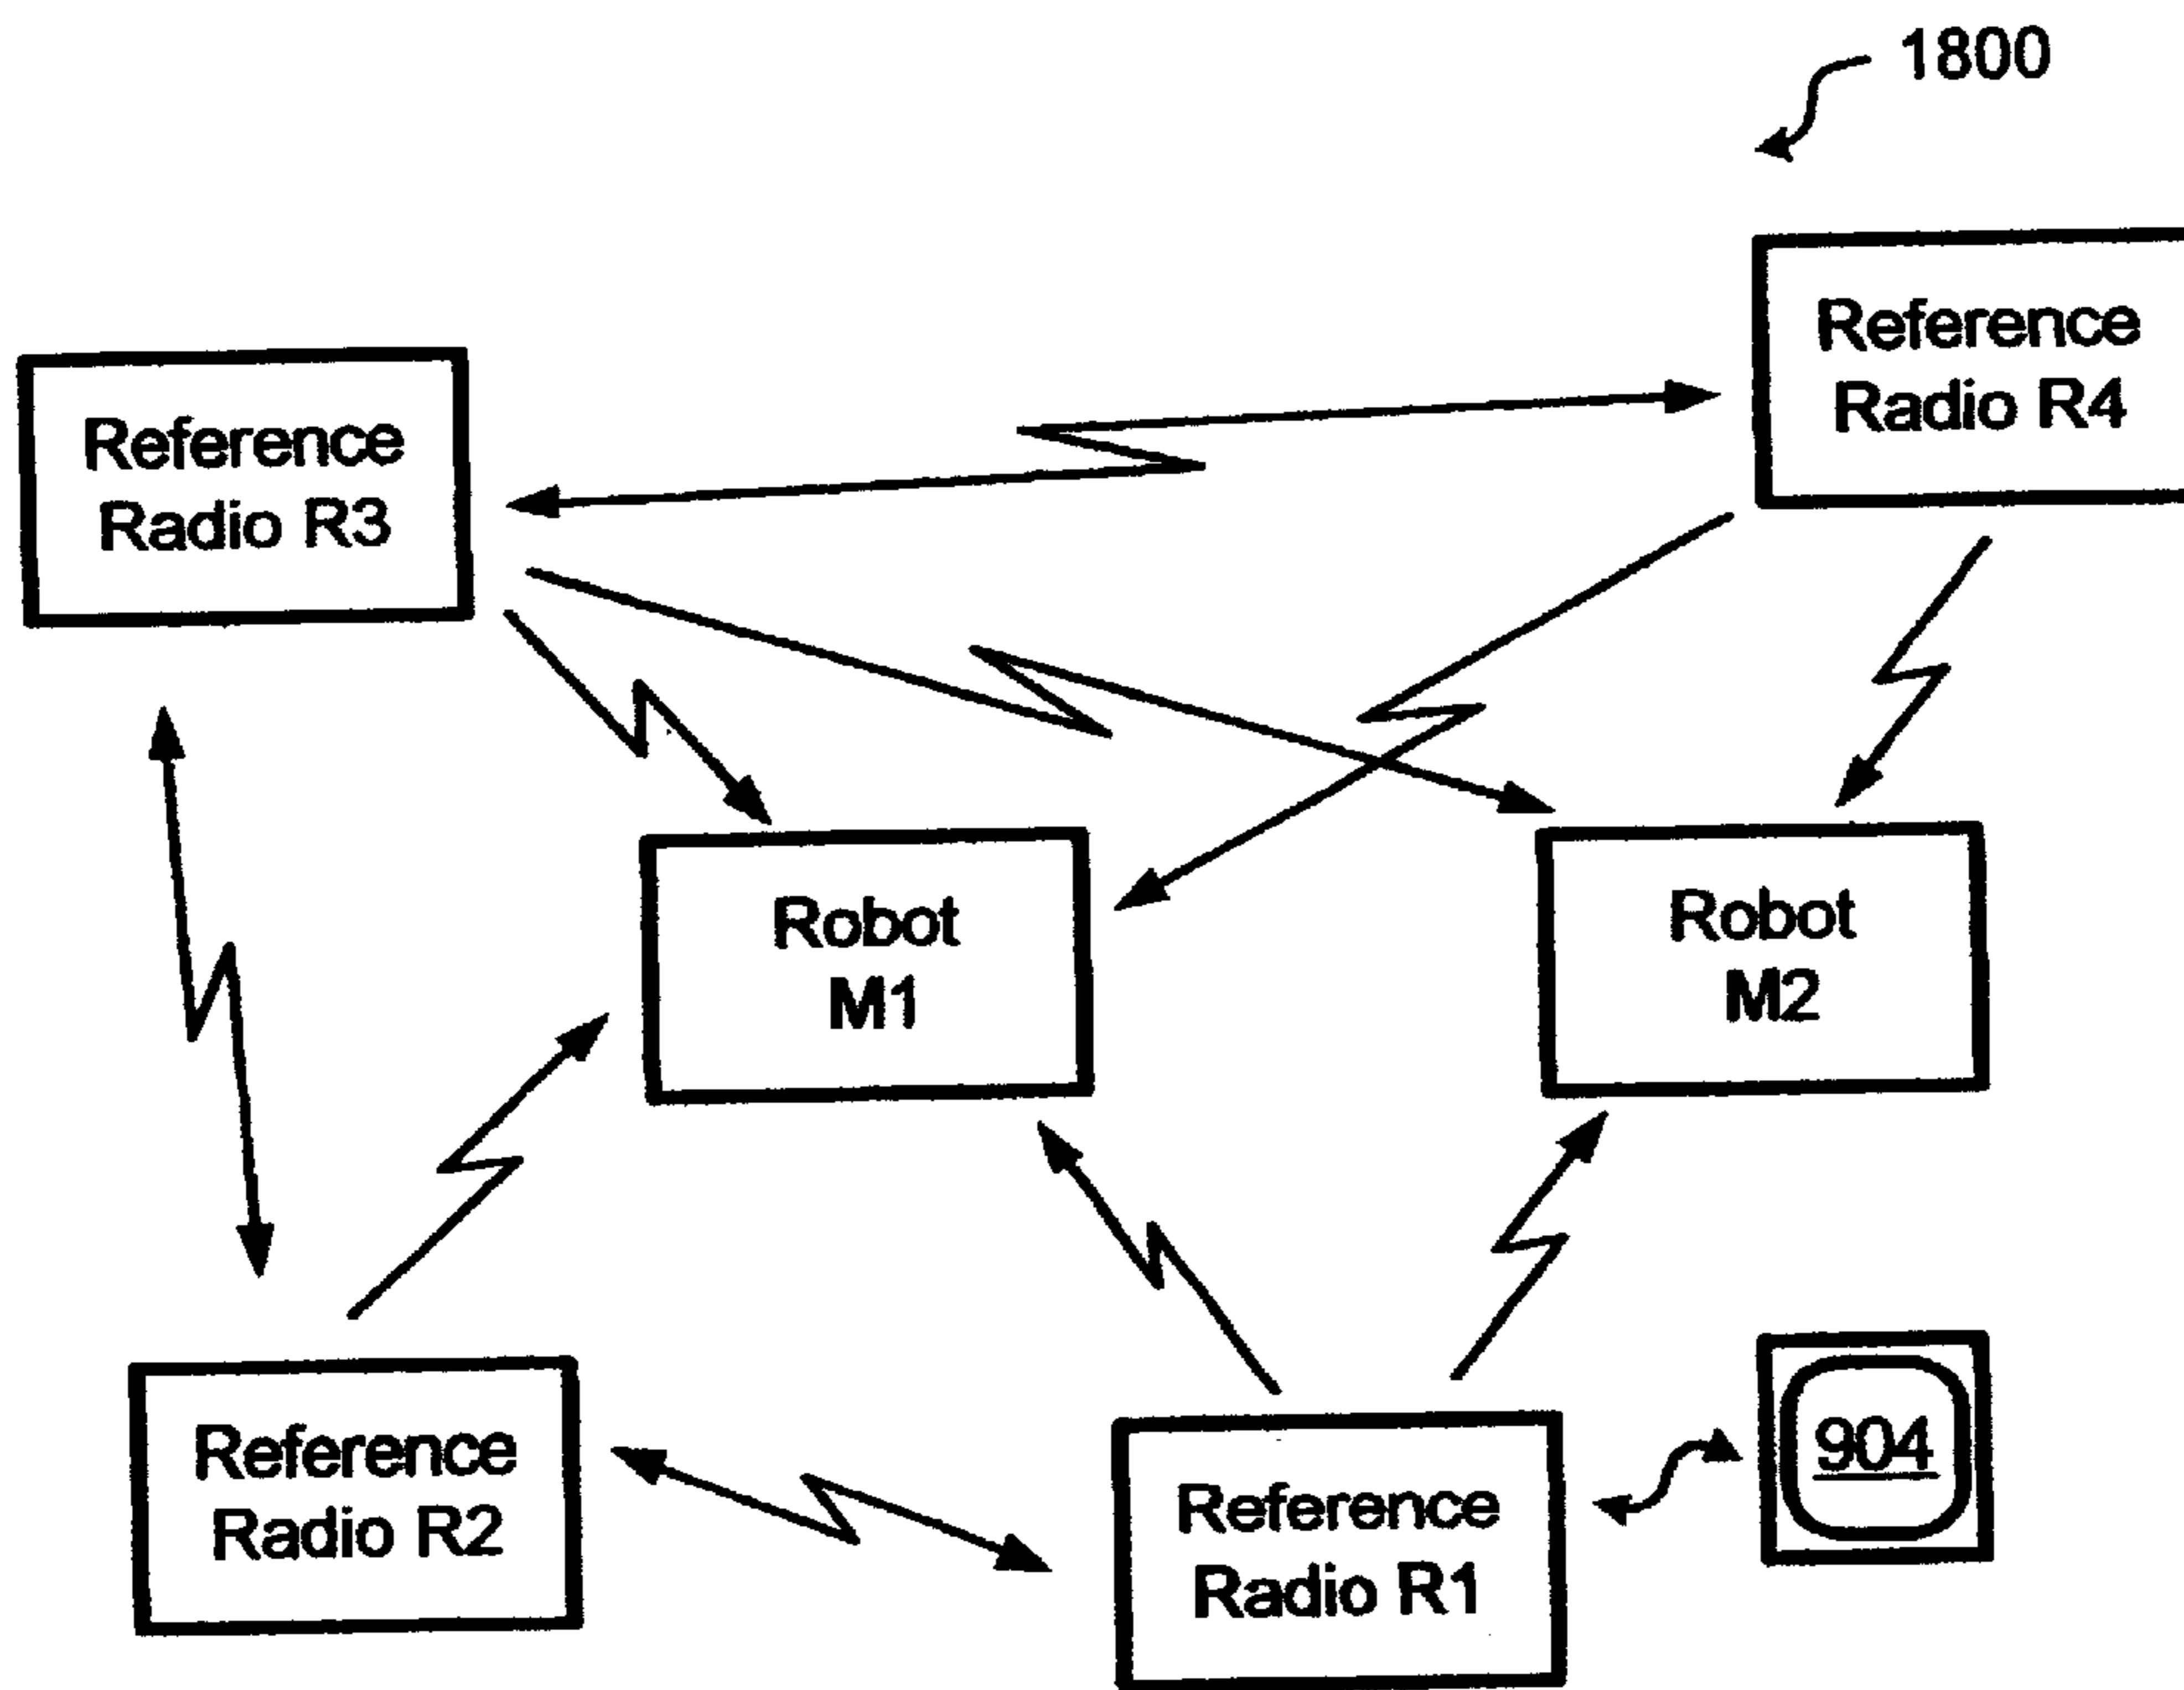 1800
Reference
Radio R4
Reference
Radio R3
Robot
M1
Robot
M2
Reference
Radio R2
Reference
Radio R1
904